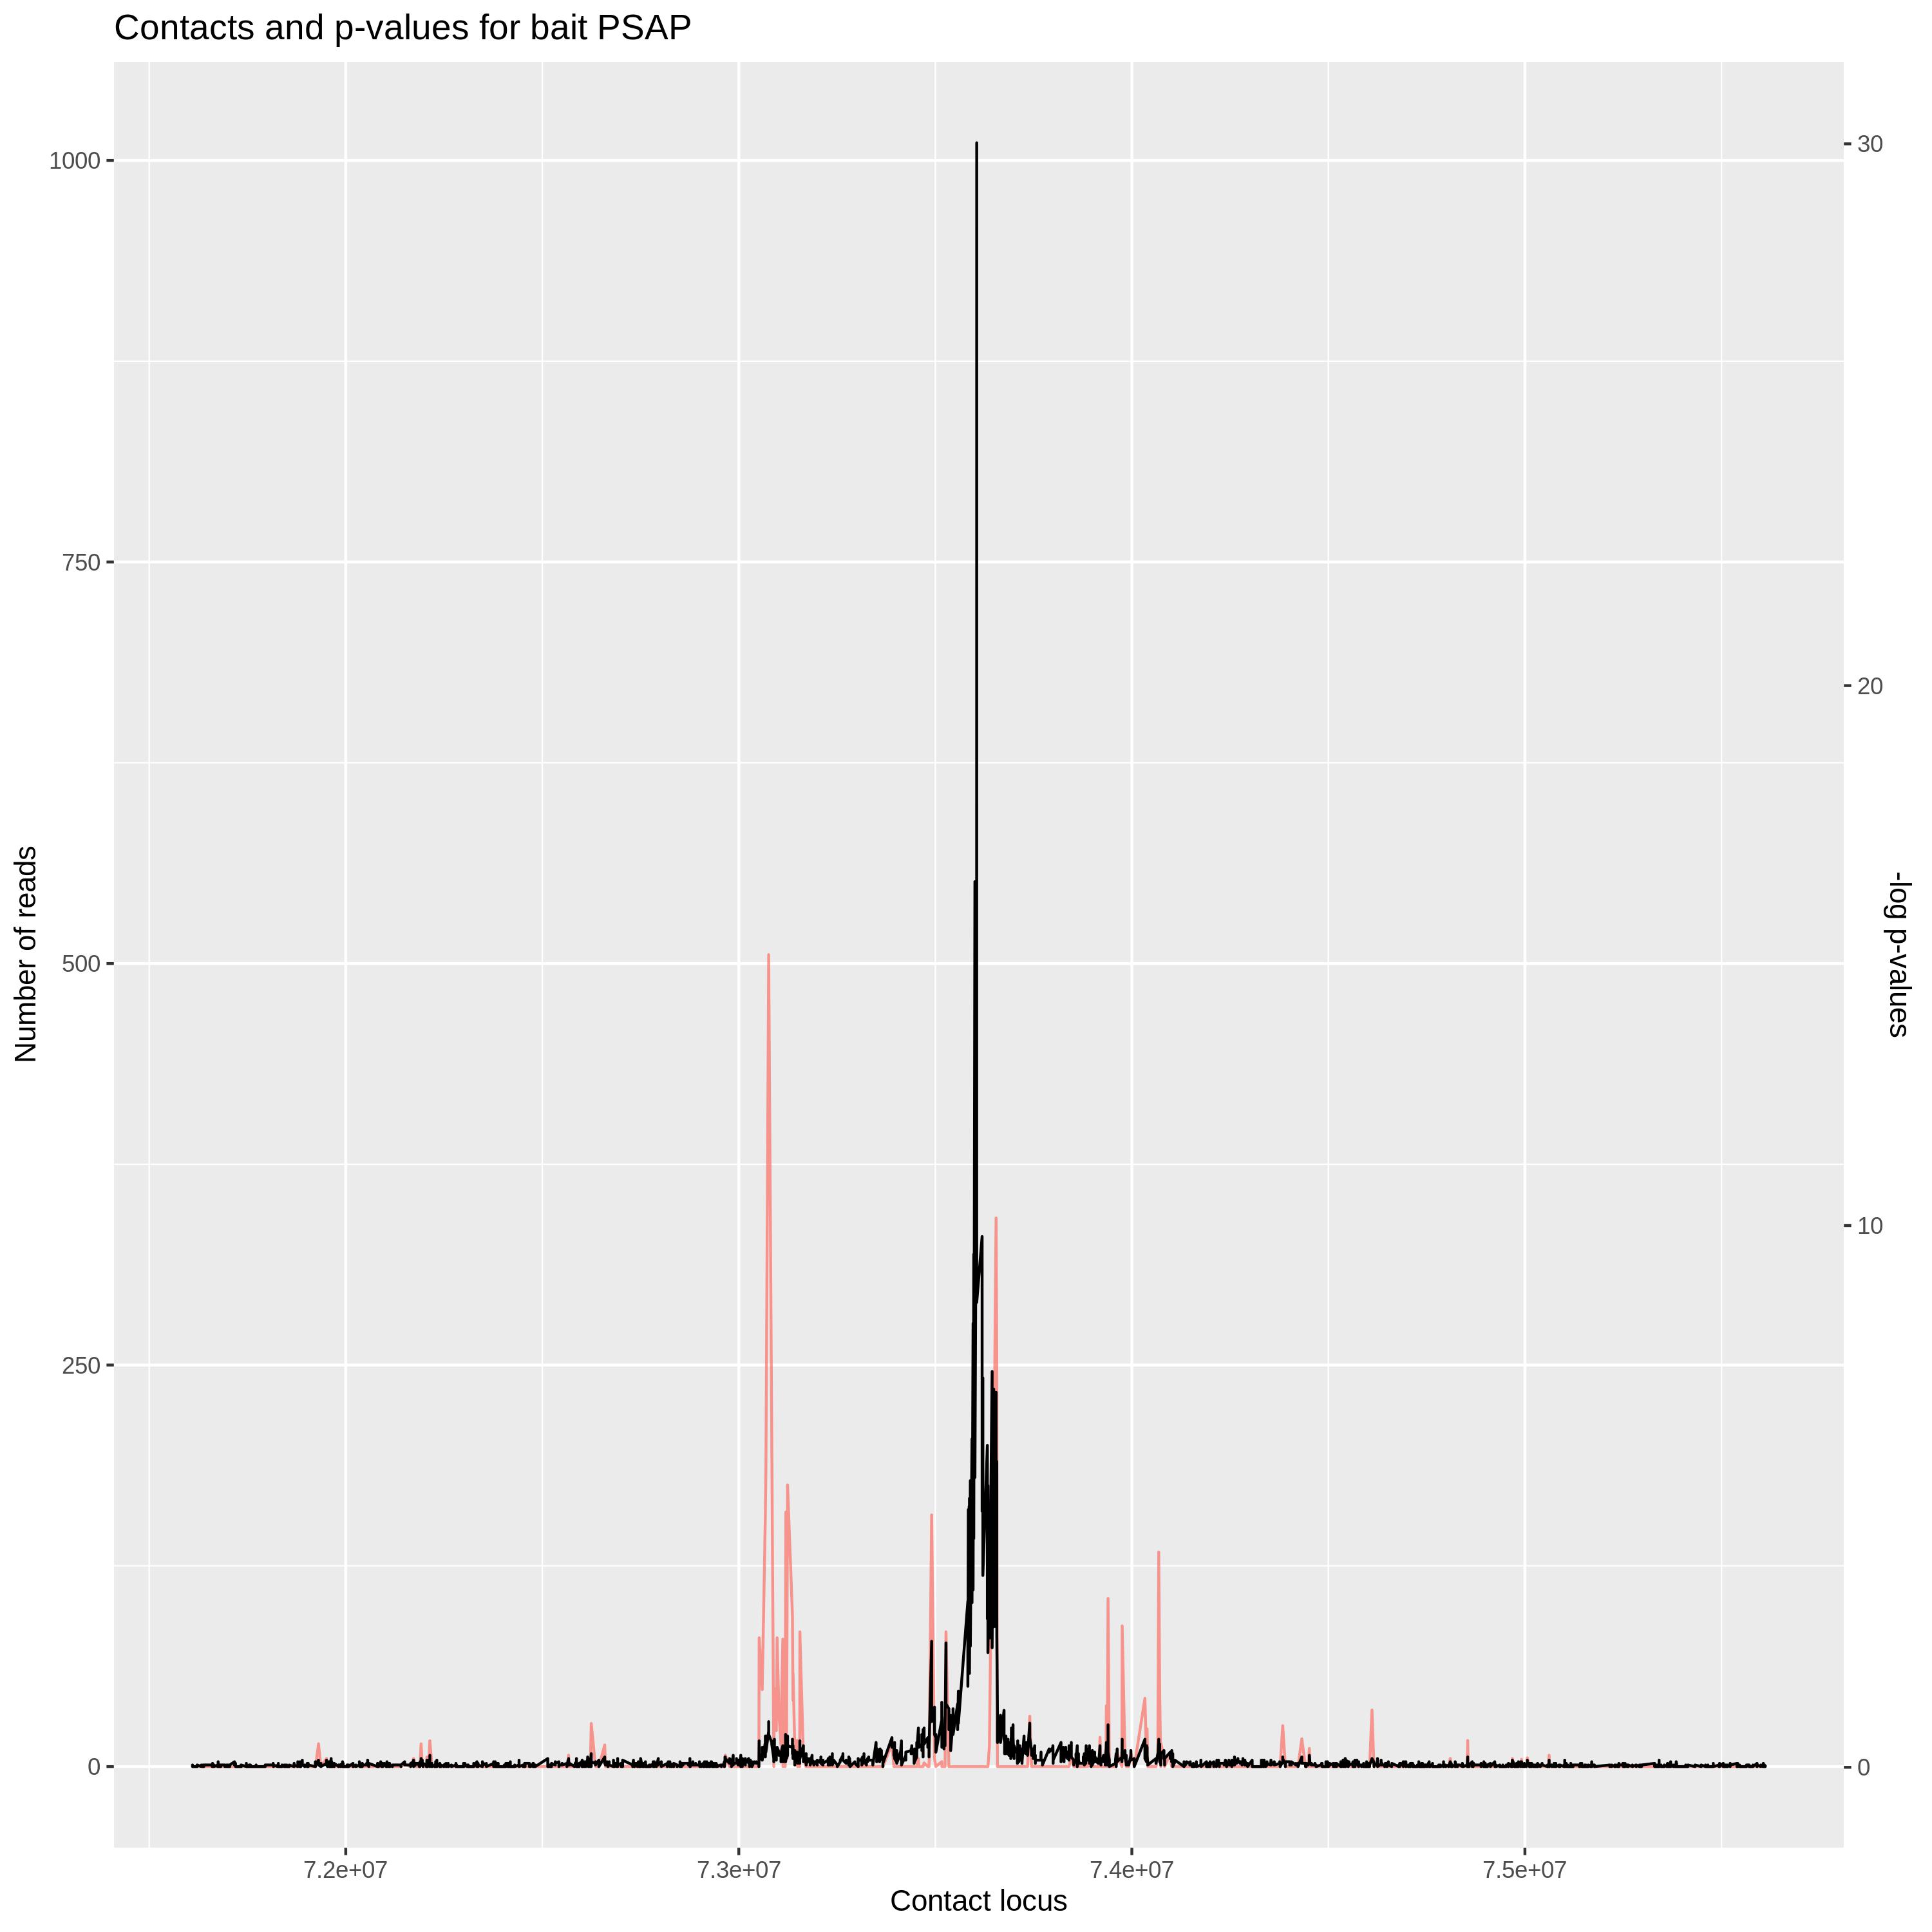 Contacts and p-values for bait PSAP
1000
750
500
250
0
Number of reads
30
20
10
0
-log p-values
7.2e+07
7.3e+07
7.4e+07
7.5e+07
Contact locus